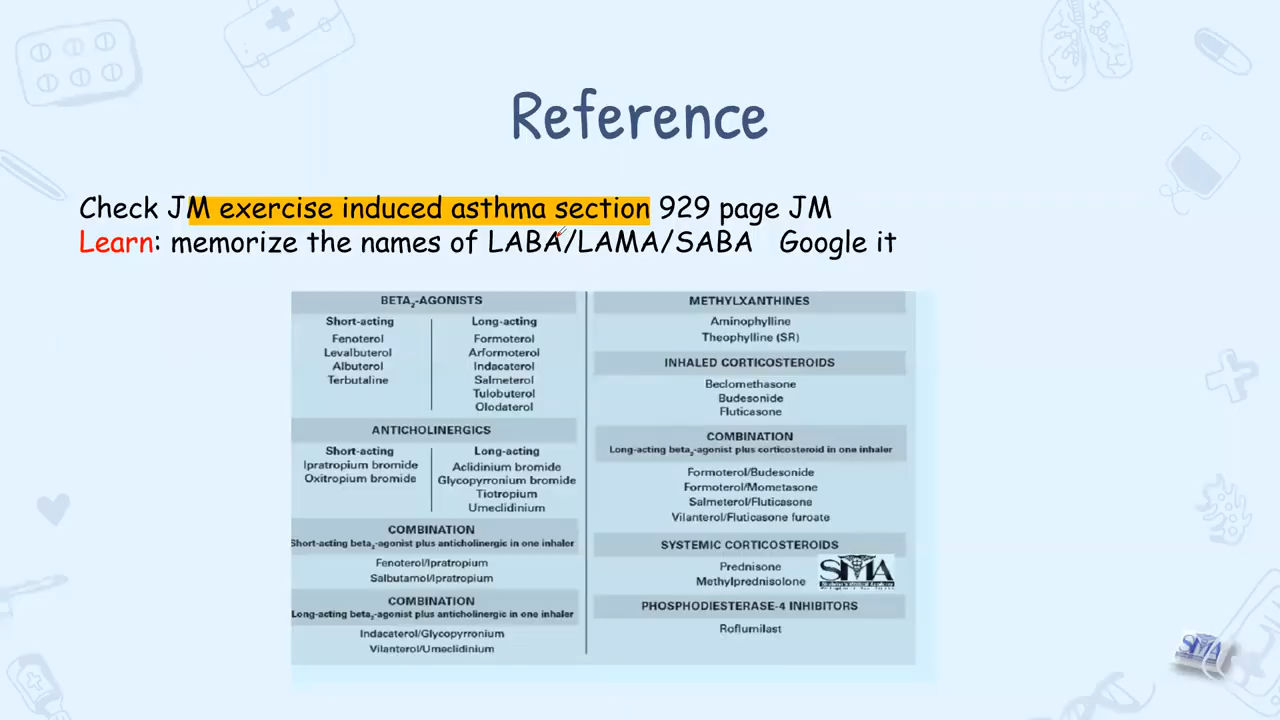 Reference
Check JM exercise induced asthma section 929 page JM
Learn: memorize the names of LABA/LAMA/SABA Google it
BETA2-AGONISTS
Short-acting
Fenoterol
Levalbuterol
Albuterol
Terbutaline
Long-acting
Formoterol
Arformoterol
Indacaterol
Salmeterol
Tulobuterol
Olodaterol
ANTICHOLINERGICS
Short-acting
Ipratropium bromide
Oxitropium bromide
Long-acting
Aclidinium bromide
Glycopyrronium bromide
Tiotropium
Umeclidinium
COMBINATION
Short-acting beta2-agonist plus anticholinergic in one inhaler
Fenoterol/Ipratropium
Salbutamol/Ipratropium
COMBINATION
Long-acting beta2-agonist plus anticholinergic in one inhaler
Indacaterol/Glycopyrronium
Vilanterol/Umeclidinium
METHYLXANTHINES
Aminophylline
Theophylline (SR)
INHALED CORTICOSTEROIDS
Beclomethasone
Budesonide
Fluticasone
COMBINATION
Long-acting beta2-agonist plus corticosteroid in one inhaler
Formoterol/Budesonide
Formoterol/Mometasone
Salmeterol/Fluticasone
Vilanterol/Fluticasone furoate
SYSTEMIC CORTICOSTEROIDS
Prednisone
Methylprednisolone
SMA
PHOSPHODIESTERASE-4 INHIBITORS
Roflumilast
SMA